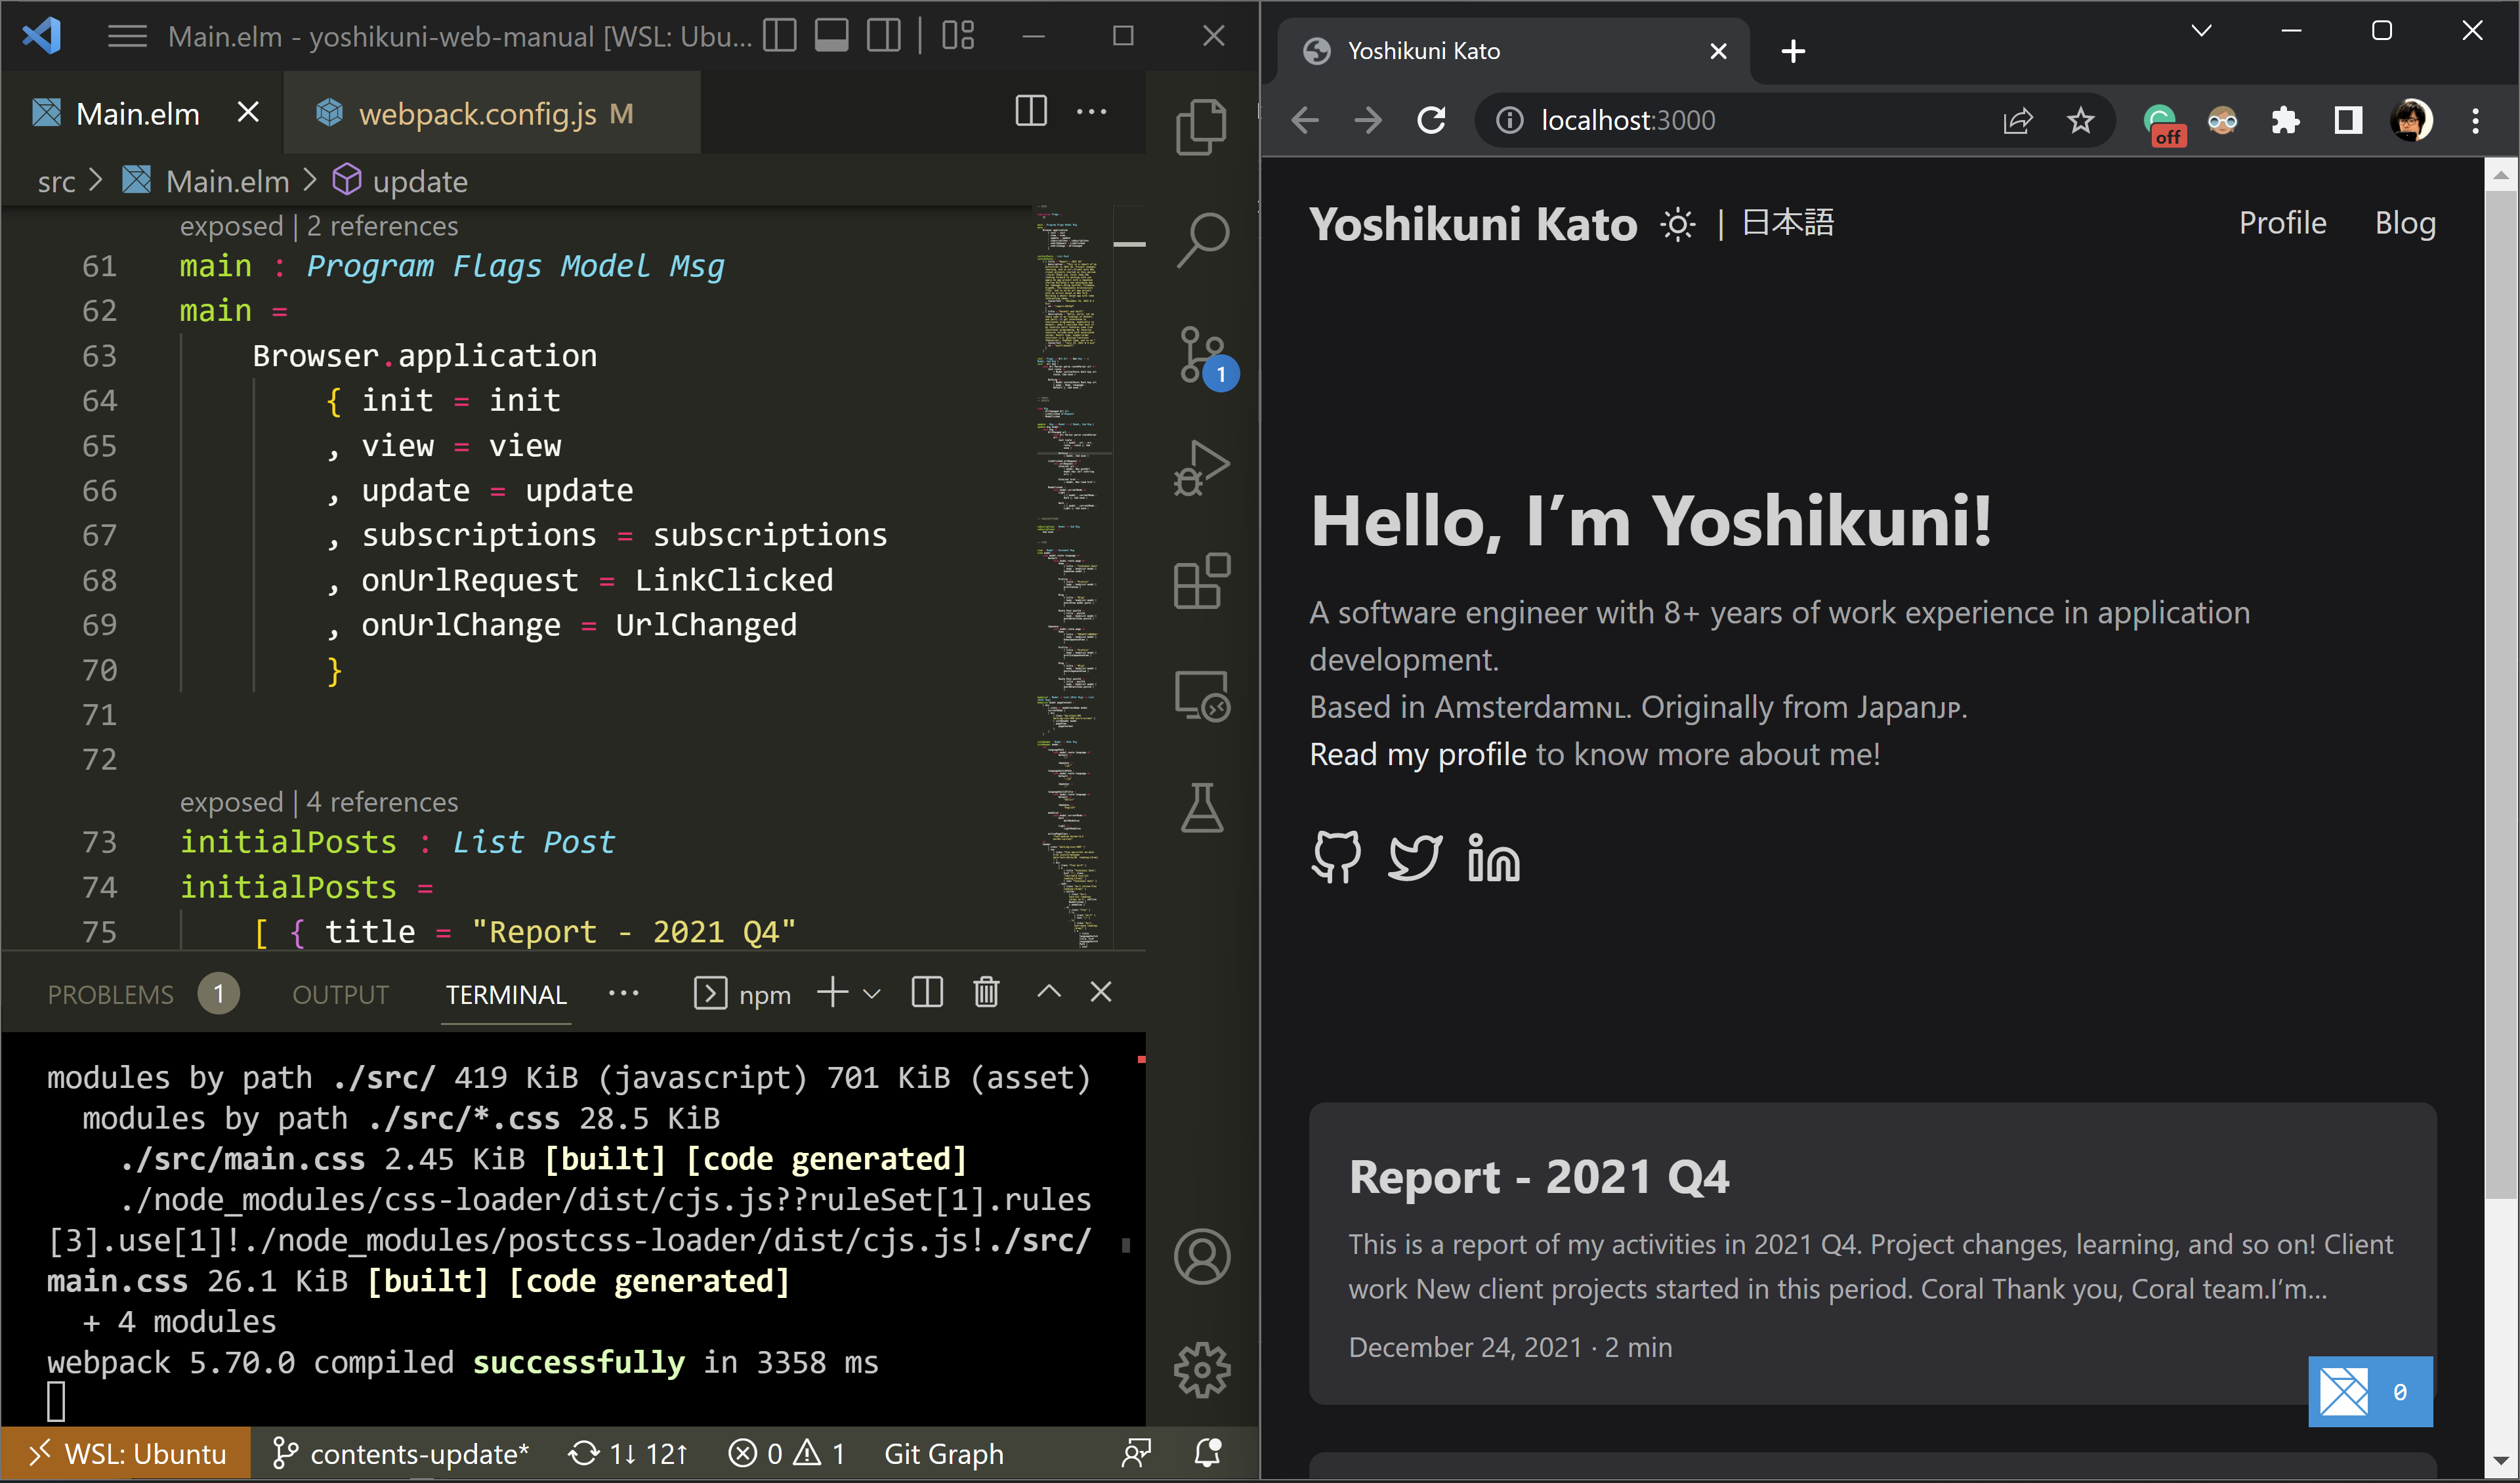 Main.elm - yoshikuni-web-manual [WSL: Ubu...
Main.elm
webpack.config.js M
src > Main.elm > update
exposed | 2 references
61 main : Program Flags Model Msg
62 main =
63 Browser.application
64 { init = init
65 , view = view
66 , update = update
67 , subscriptions = subscriptions
68 , onUrlRequest = LinkClicked
69 , onUrlChange = UrlChanged
70 }
71
72
exposed | 4 references
73 initialPosts : List Post
74 initialPosts =
75 [ { title = "Report - 2021 Q4"
1
PROBLEMS 1 OUTPUT TERMINAL ... npm
modules by path ./src/ 419 KiB (javascript) 701 KiB (asset)
modules by path ./src/*.css 28.5 KiB
./src/main.css 2.45 KiB [built] [code generated]
./node_modules/css-loader/dist/cjs.js??ruleSet[1].rules
[3].use[1]!./node_modules/postcss-loader/dist/cjs.js!./src/
main.css 26.1 KiB [built] [code generated]
+ 4 modules
webpack 5.70.0 compiled successfully in 3358 ms
WSL: Ubuntu contents-update* 1↓ 12↑ 0 1 Git Graph
Yoshikuni Kato
localhost:3000
off
Yoshikuni Kato | 日本語 Profile Blog
Hello, I’m Yoshikuni!
A software engineer with 8+ years of work experience in application
development.
Based in AmsterdamNL. Originally from JapanJP.
Read my profile to know more about me!
Report - 2021 Q4
This is a report of my activities in 2021 Q4. Project changes, learning, and so on! Client
work New client projects started in this period. Coral Thank you, Coral team.I’m...
December 24, 2021 · 2 min
0